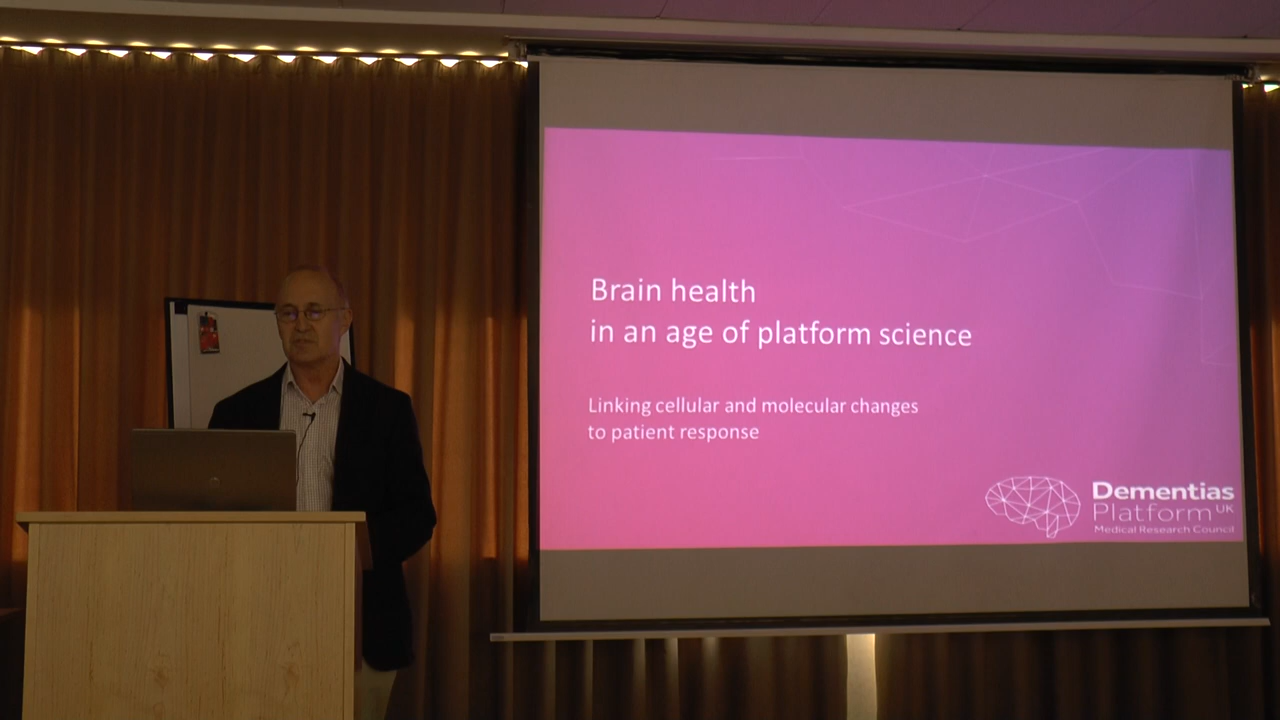 Brain health
in an age of platform science
Linking cellular and molecular changes
to patient response
Dementias
Platform UK
Medical Research Council